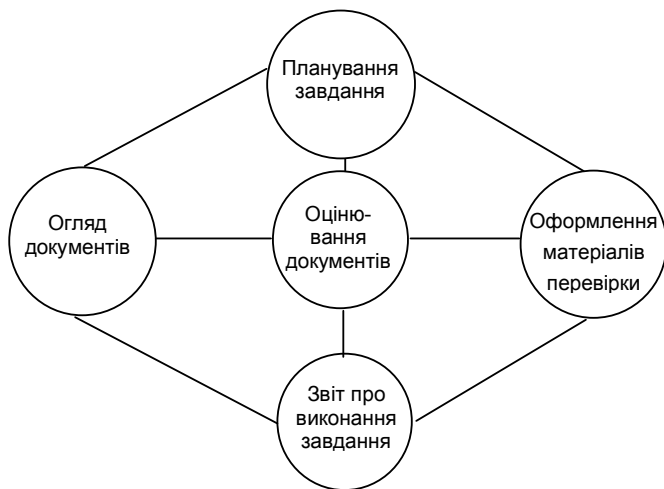 Планування
завдання
Огляд
документів
Оціню-
вання
документів
Оформлення
матеріалів
перевірки
Звіт про
виконання
завдання